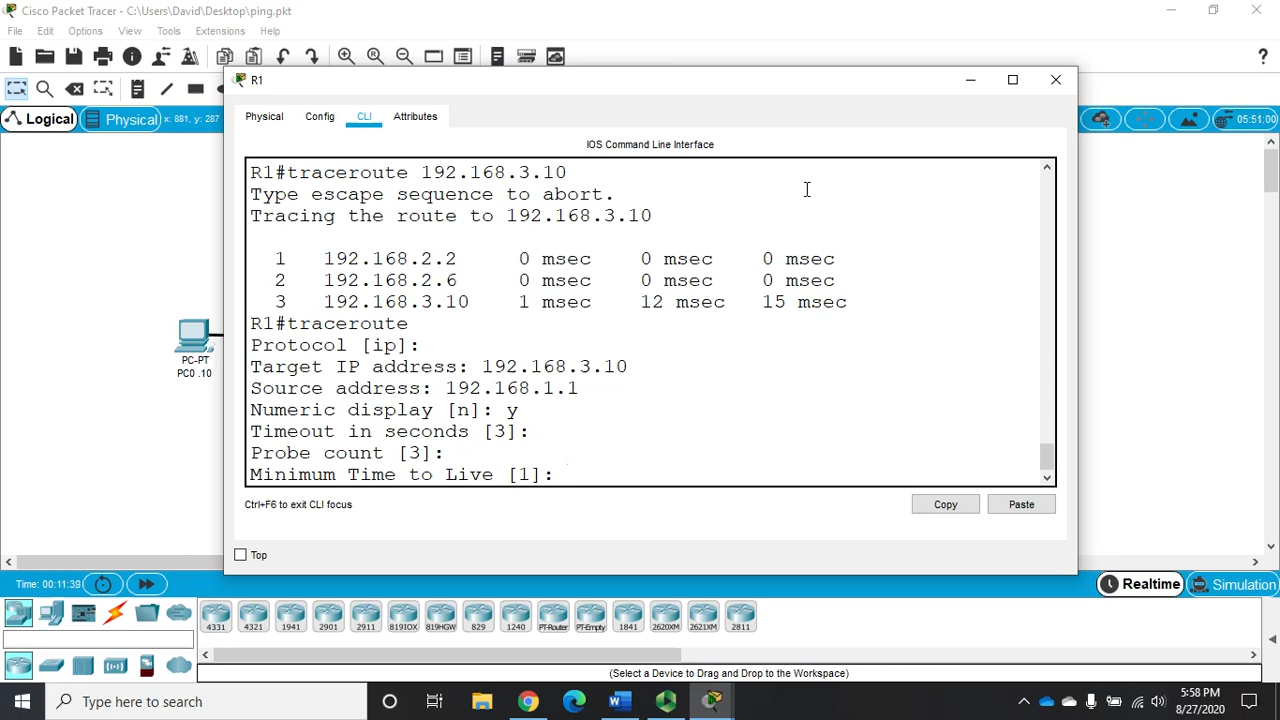 Cisco Packet Tracer - C:\Users\David\Desktop\ping.pkt
File Edit Options View Tools Extensions Help
R1
Logical Physical x: 881, y: 287 05:51:00
Physical Config CLI Attributes
IOS Command Line Interface
R1#traceroute 192.168.3.10
Type escape sequence to abort.
Tracing the route to 192.168.3.10
1 192.168.2.2 0 msec 0 msec 0 msec
2 192.168.2.6 0 msec 0 msec 0 msec
3 192.168.3.10 1 msec 12 msec 15 msec
R1#traceroute
Protocol [ip]:
Target IP address: 192.168.3.10
Source address: 192.168.1.1
Numeric display [n]: y
Timeout in seconds [3]:
Probe count [3]:
Minimum Time to Live [1]:
PC-PT
PC0 .10
Ctrl+F6 to exit CLI focus
Copy Paste
Top
Time: 00:11:39 Realtime Simulation
4331 4321 1941 2901 2911 819IOX 819HGW 829 1240 PT-Router PT-Empty 1841 2620XM 2621XM 2811
(Select a Device to Drag and Drop to the Workspace)
Type here to search
5:58 PM
8/27/2020